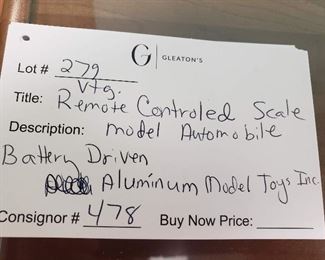 G | GLEATON'S
Lot # 279
Vtg.
Title: Remote Controled Scale
Description: Model Automobile
Battery Driven
Aluminum Model Toys Inc.
Consignor # 478 Buy Now Price: